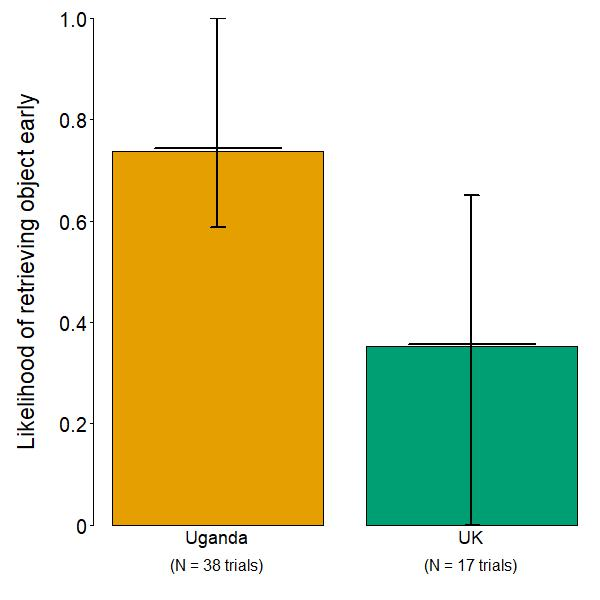 Likelihood of retrieving object early
1.0
0.8
0.6
0.4
0.2
0
Uganda
UK
(N = 38 trials)
(N = 17 trials)